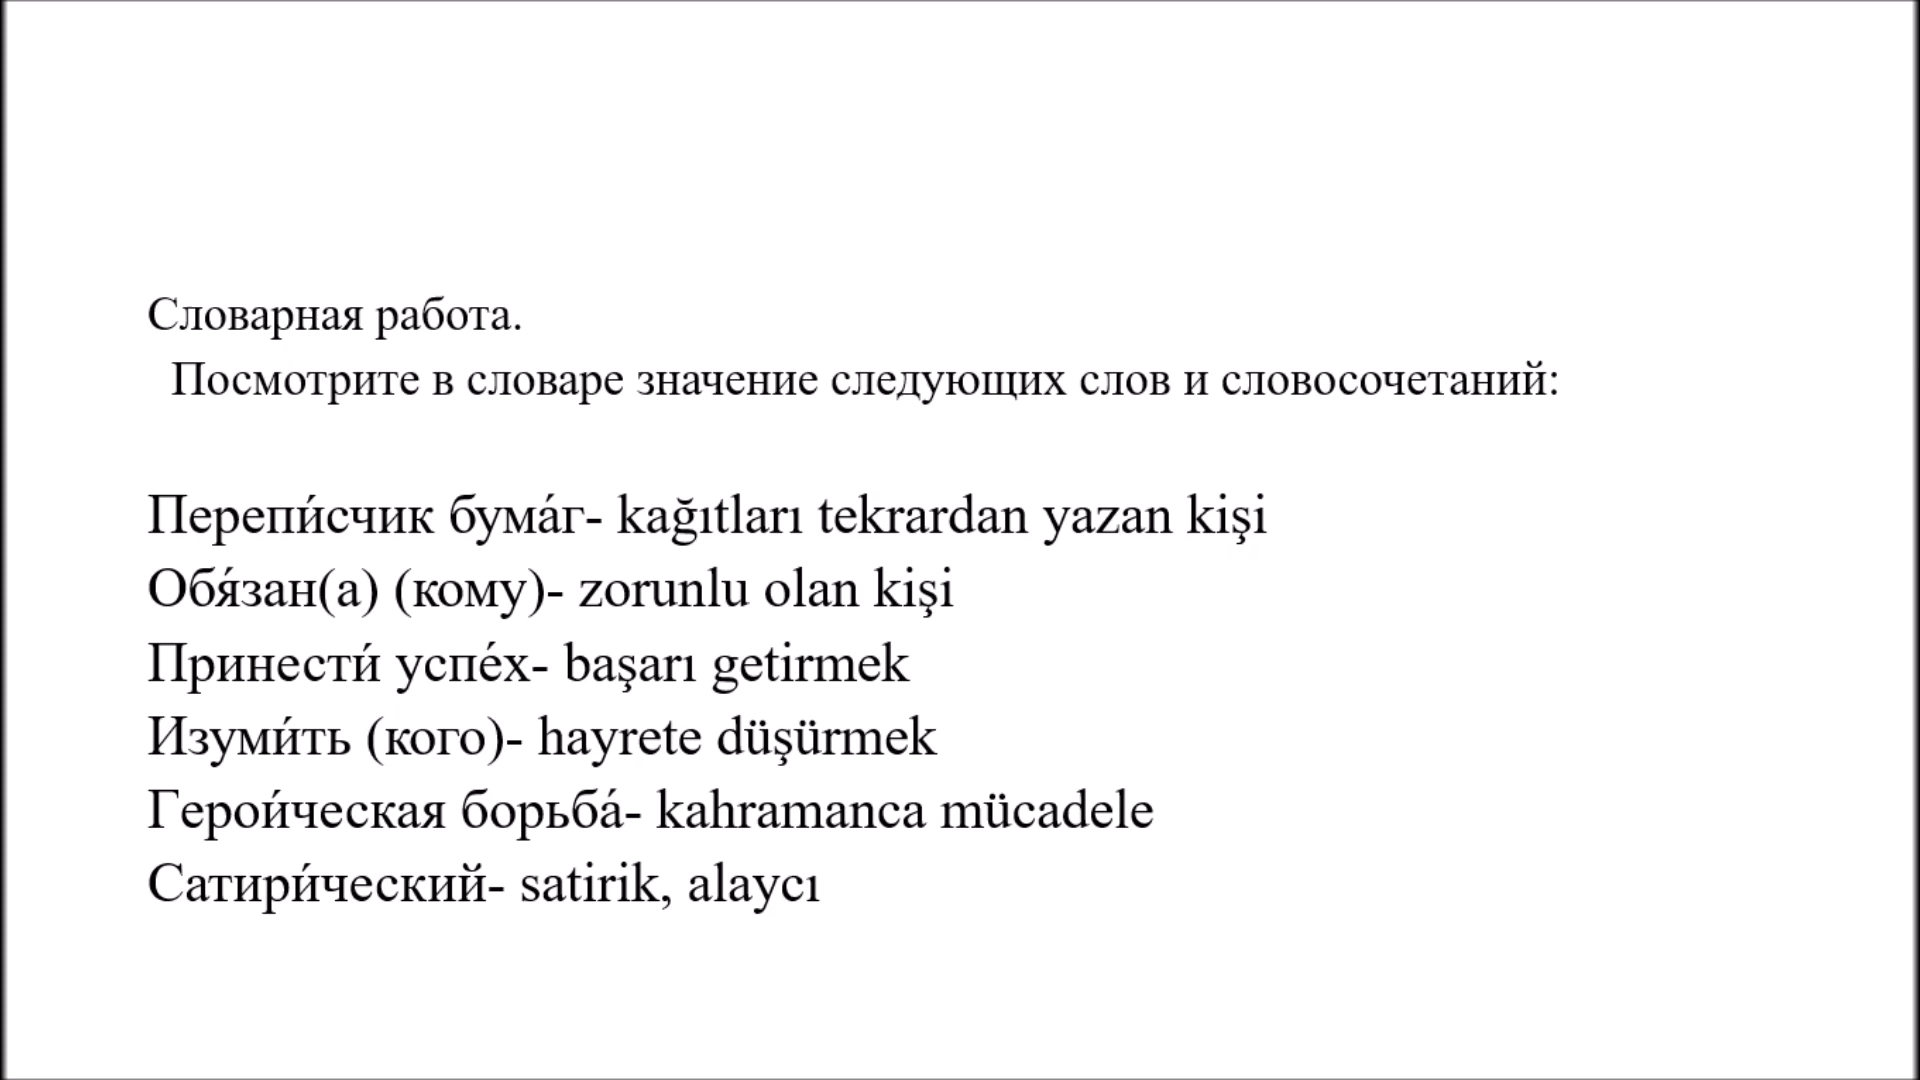 Словарная работа.
Посмотрите в словаре значение следующих слов и словосочетаний:
Перепи́счик бума́г- kağıtları tekrardan yazan kişi
Обя́зан(а) (кому)- zorunlu olan kişi
Принести́ успе́х- başarı getirmek
Изуми́ть (кого)- hayrete düşürmek
Герои́ческая борьба́- kahramanca mücadele
Сатири́ческий- satirik, alaycı